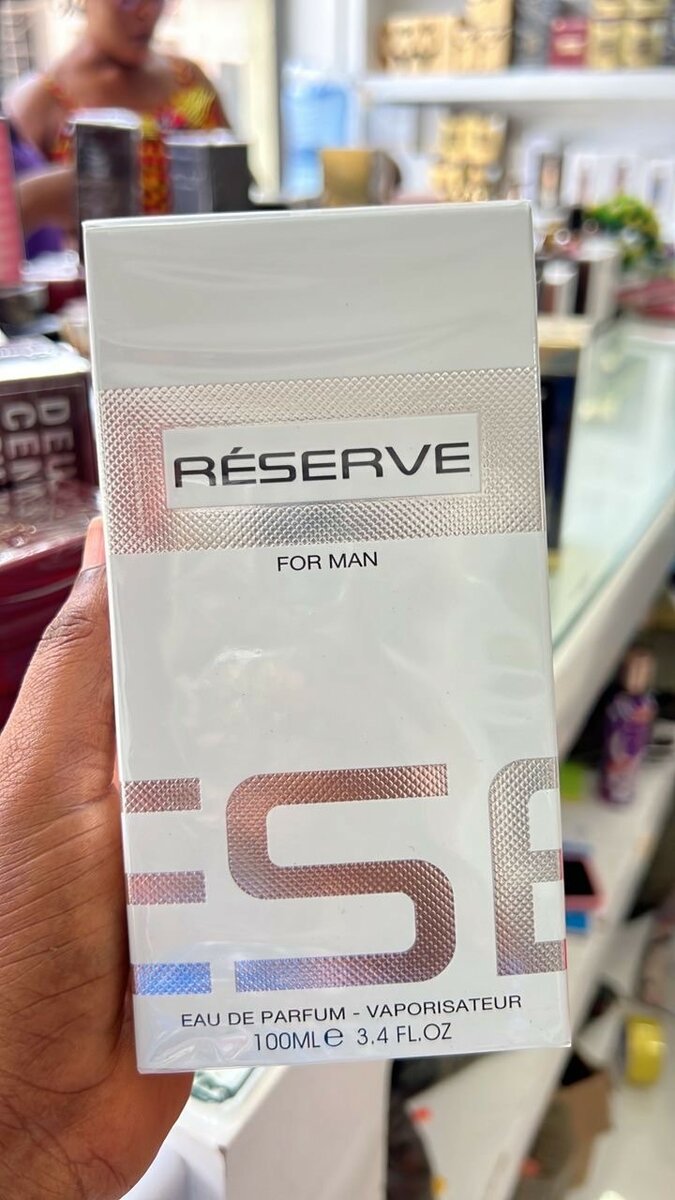 RÉSERVE
FOR MAN
ESE
EAU DE PARFUM - VAPORISATEUR
100ML℮ 3.4 FL.OZ